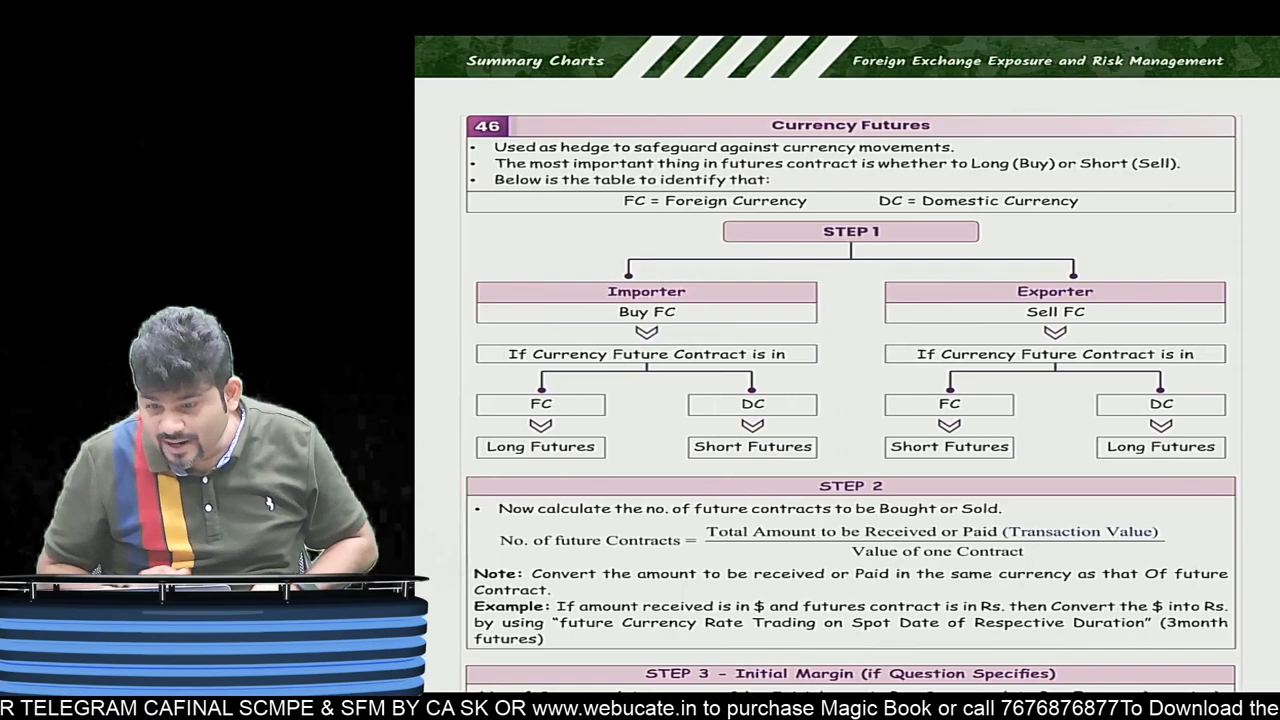 Summary Charts
Foreign Exchange Exposure and Risk Management
46
Currency Futures
• Used as hedge to safeguard against currency movements.
• The most important thing in futures contract is whether to Long (Buy) or Short (Sell).
• Below is the table to identify that:
FC = Foreign Currency DC = Domestic Currency
STEP 1
Importer
Buy FC
If Currency Future Contract is in
FC
Long Futures
DC
Short Futures
Exporter
Sell FC
If Currency Future Contract is in
FC
Short Futures
DC
Long Futures
STEP 2
• Now calculate the no. of future contracts to be Bought or Sold.
No. of future Contracts = Total Amount to be Received or Paid (Transaction Value)
Value of one Contract
Note: Convert the amount to be received or Paid in the same currency as that Of future
Contract.
Example: If amount received is in $ and futures contract is in Rs. then Convert the $ into Rs.
by using "future Currency Rate Trading on Spot Date of Respective Duration" (3month
futures)
STEP 3 - Initial Margin (if Question Specifies)
R TELEGRAM CAFINAL SCMPE & SFM BY CA SK OR www.webucate.in to purchase Magic Book or call 7676876877To Download the